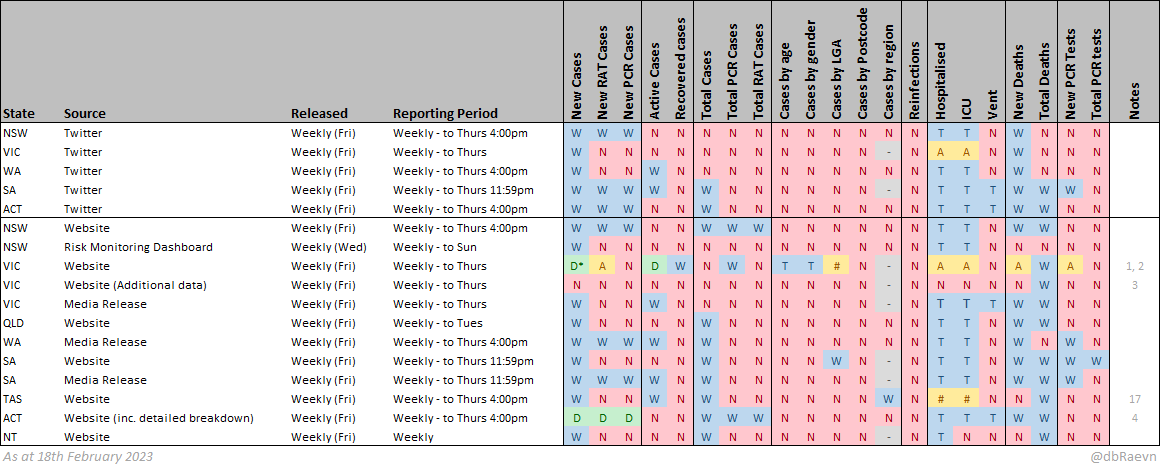 State Source Released Reporting Period New Cases New RAT Cases New PCR Cases Active Cases Recovered cases Total Cases Total PCR Cases Total RAT Cases Cases by age Cases by gender Cases by LGA Cases by Postcode Cases by region Reinfections Hospitalised ICU Vent New Deaths Total Deaths New PCR Tests Total PCR tests Notes
NSW Twitter Weekly (Fri) Weekly - to Thurs 4:00pm W W W N N N N N N N N N N N T T N W N N N
VIC Twitter Weekly (Fri) Weekly - to Thurs W N N N N N N N N N N N - N A A N W N N N
WA Twitter Weekly (Fri) Weekly - to Thurs 4:00pm W N N W N N N N N N N N N N T T N W N N N
SA Twitter Weekly (Fri) Weekly - to Thurs 11:59pm W W W W N W N N N N N N - N T T T W W W N
ACT Twitter Weekly (Fri) Weekly - to Thurs 4:00pm W W W N N W N N N N N N N N T T T W W N N
NSW Website Weekly (Fri) Weekly - to Thurs 4:00pm W W W N N W W W N N N N N N T T N W W N N
NSW Risk Monitoring Dashboard Weekly (Wed) Weekly - to Sun W N N N N N N N N N N N N N T T N N N N N
VIC Website Weekly (Fri) Weekly - to Thurs D* A N D W N W N T T # N - N A A N A W A N 1, 2
VIC Website (Additional data) Weekly (Fri) Weekly - to Thurs N N N N N N N N N N N N - N N N N N W N N 3
VIC Media Release Weekly (Fri) Weekly - to Thurs W N N W N W N N N N N N - N T T T W W N N
QLD Website Weekly (Fri) Weekly - to Tues W N N N N W N N N N N N N N T T N W W N N
WA Media Release Weekly (Fri) Weekly - to Thurs 4:00pm W W W W N W N N N N N N N N T T N W N W N
SA Website Weekly (Fri) Weekly - to Thurs 11:59pm W N N N N W N N N N W N - N T T N W W W W
SA Media Release Weekly (Fri) Weekly - to Thurs 11:59pm W W W W N W N N N N N N - N T T N W W W N
TAS Website Weekly (Fri) Weekly - to Thurs 4:00pm W N N W N W N N N N N N W N # # N N W N N 17
ACT Website (inc. detailed breakdown) Weekly (Fri) Weekly - to Thurs 4:00pm D D D N N W W W N N N N N N T T T W W N N 4
NT Website Weekly (Fri) Weekly W N N N N W N N N N N N - N T N N N W N N
As at 18th February 2023 @dbRaevn